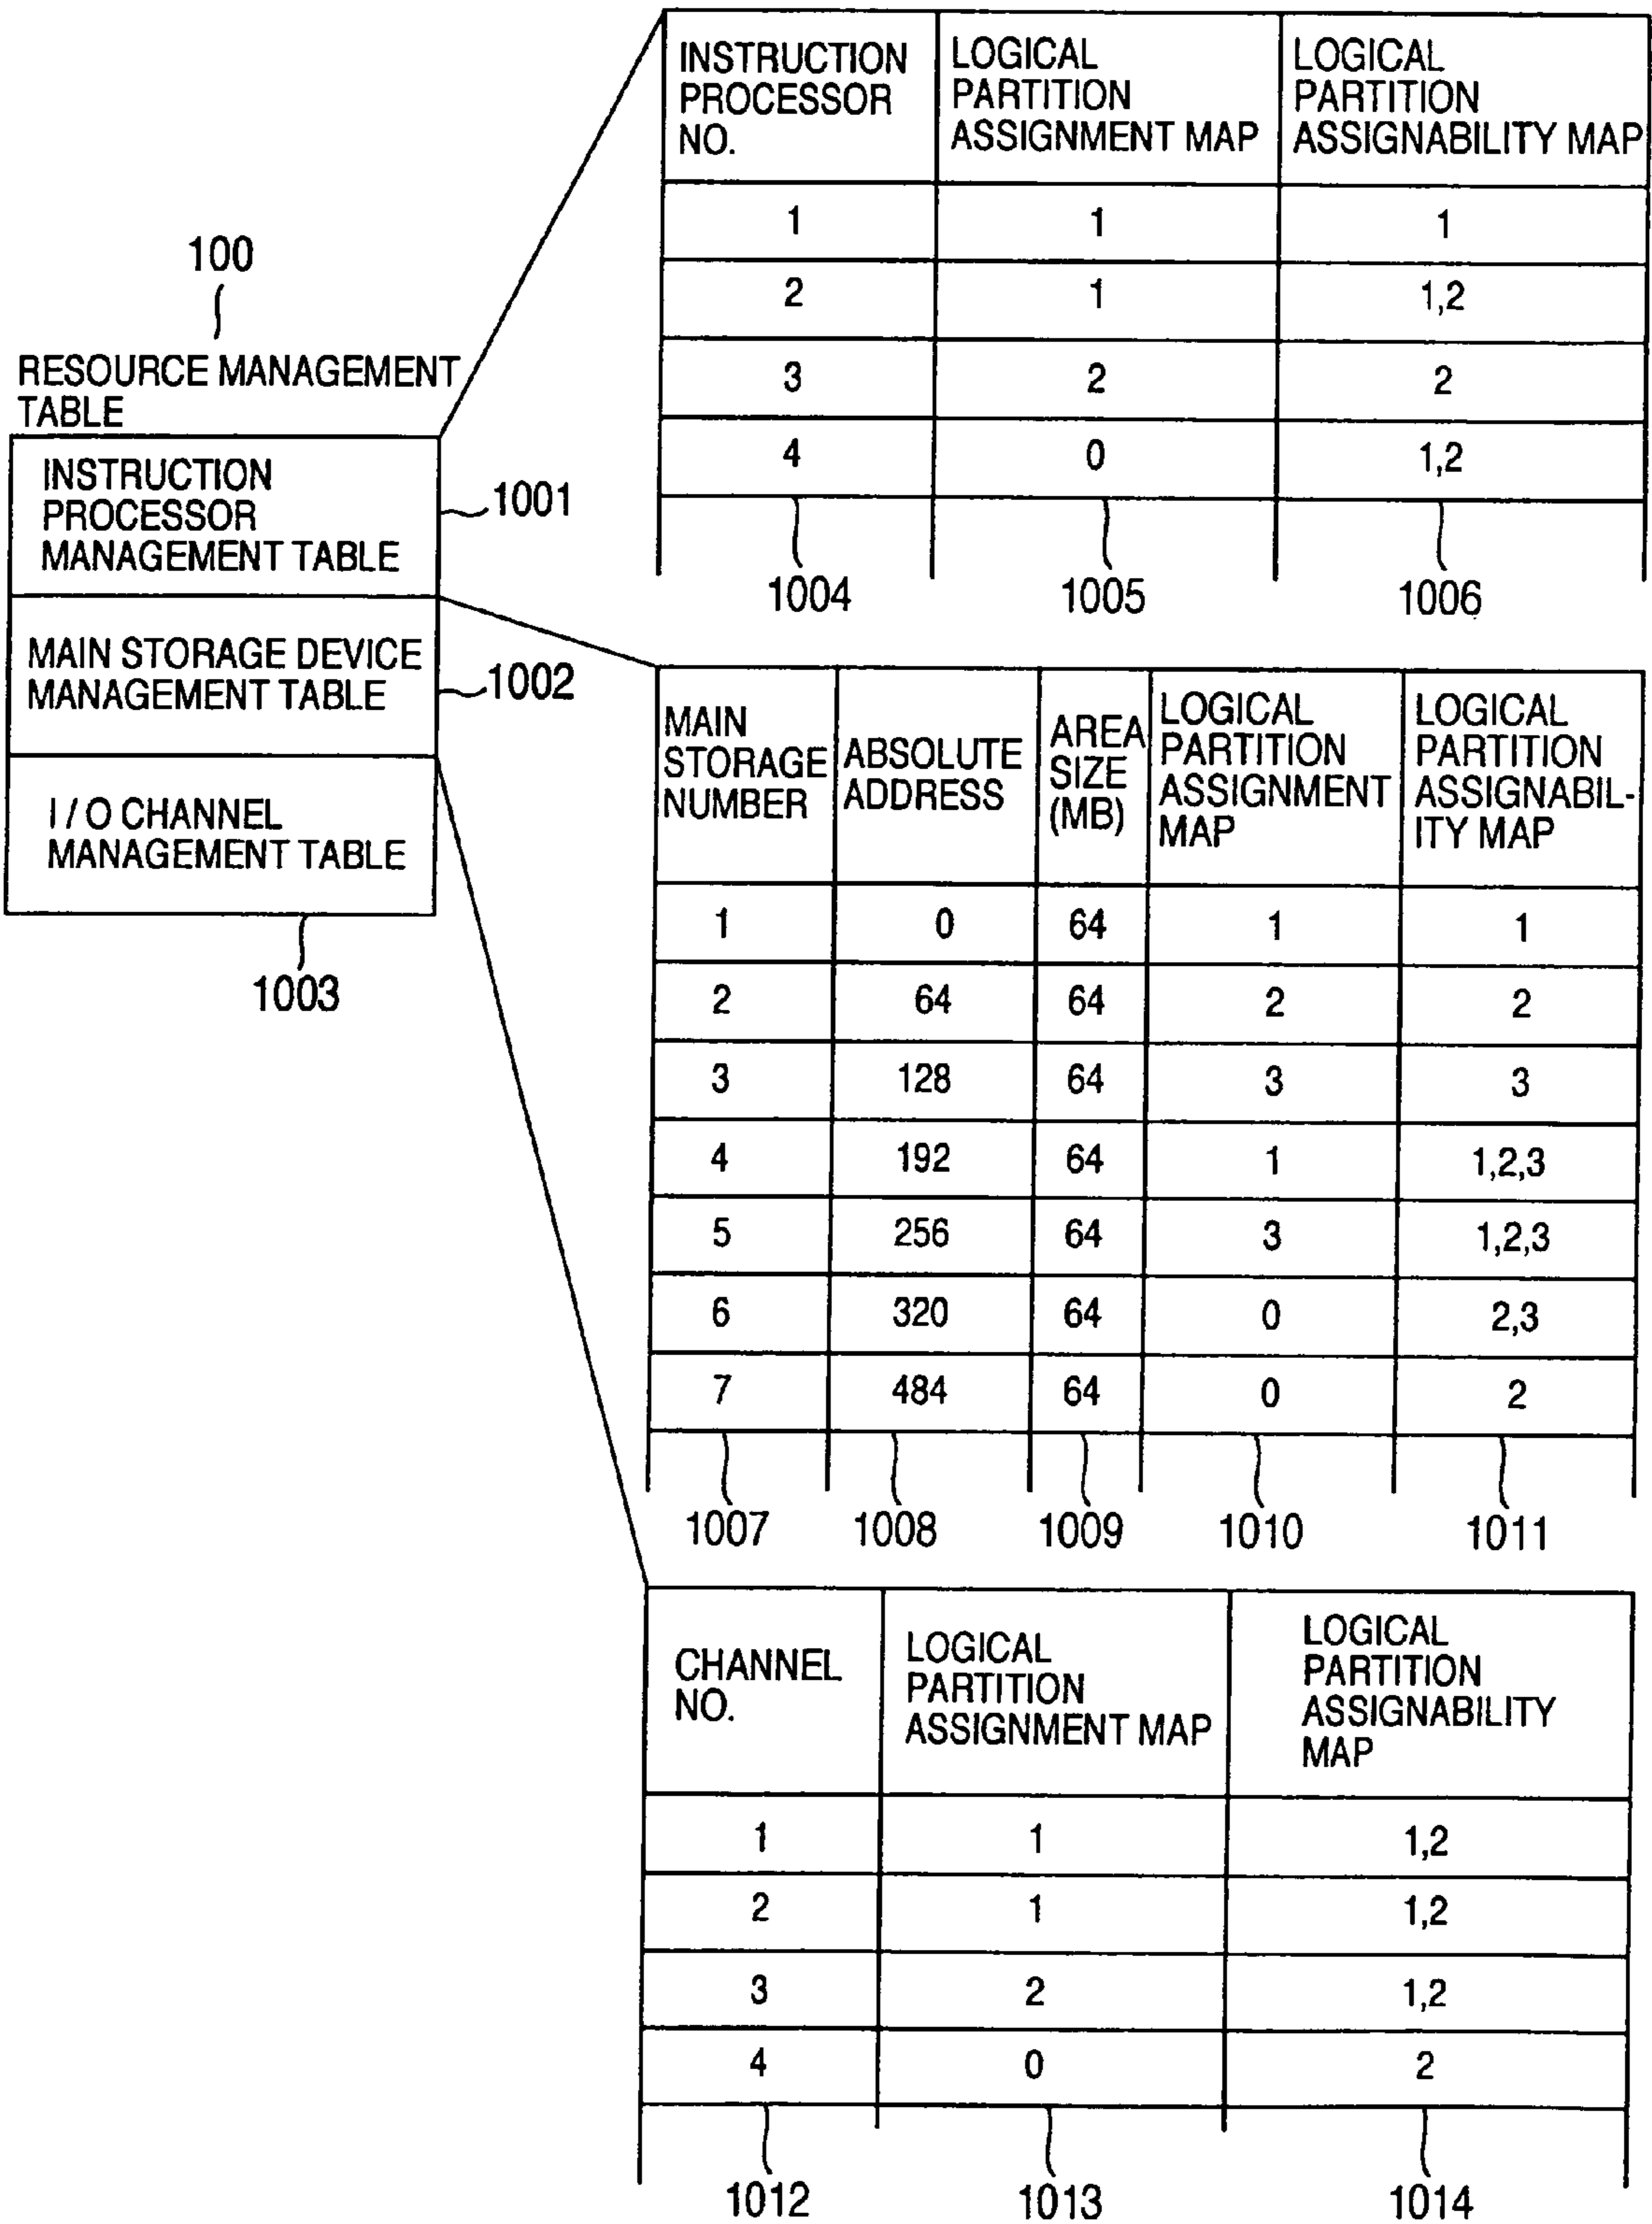 100
RESOURCE MANAGEMENT
TABLE
INSTRUCTION
PROCESSOR
MANAGEMENT TABLE
1001
MAIN STORAGE DEVICE
MANAGEMENT TABLE
1002
I / O CHANNEL
MANAGEMENT TABLE
1003
INSTRUCTION
PROCESSOR
NO.
LOGICAL
PARTITION
ASSIGNMENT MAP
LOGICAL
PARTITION
ASSIGNABILITY MAP
1 1 1
2 1 1,2
3 2 2
4 0 1,2
1004 1005 1006
MAIN
STORAGE
NUMBER
ABSOLUTE
ADDRESS
AREA
SIZE
(MB)
LOGICAL
PARTITION
ASSIGNMENT
MAP
LOGICAL
PARTITION
ASSIGNABIL-
ITY MAP
1 0 64 1 1
2 64 64 2 2
3 128 64 3 3
4 192 64 1 1,2,3
5 256 64 3 1,2,3
6 320 64 0 2,3
7 484 64 0 2
1007 1008 1009 1010 1011
CHANNEL
NO.
LOGICAL
PARTITION
ASSIGNMENT MAP
LOGICAL
PARTITION
ASSIGNABILITY
MAP
1 1 1,2
2 1 1,2
3 2 1,2
4 0 2
1012 1013 1014